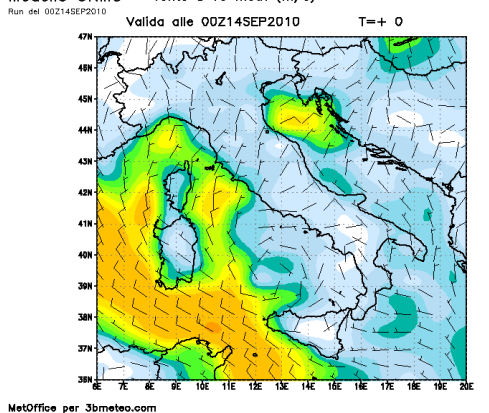 Run del 00Z14SEP2010
Valida alle 00Z14SEP2010 T=+ 0
47N
46N
45N
44N
43N
42N
41N
40N
39N
38N
37N
36N
6E 7E 8E 9E 10E 11E 12E 13E 14E 15E 16E 17E 18E 19E 20E
MetOffice per 3bmeteo.com